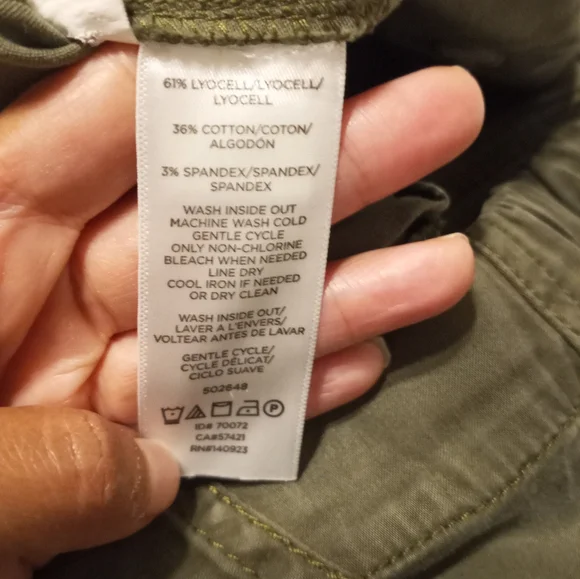 61% LYOCELL/LYOCELL/
LYOCELL
36% COTTON/COTON/
ALGODÓN
3% SPANDEX/SPANDEX/
SPANDEX
WASH INSIDE OUT
MACHINE WASH COLD
GENTLE CYCLE
ONLY NON-CHLORINE
BLEACH WHEN NEEDED
LINE DRY
COOL IRON IF NEEDED
OR DRY CLEAN
WASH INSIDE OUT/
LAVER A L'ENVERS/
VOLTEAR ANTES DE LAVAR
GENTLE CYCLE/
CYCLE DÉLICAT/
CICLO SUAVE
S02648
P
ID# 70072
CA#57421
RN#140923